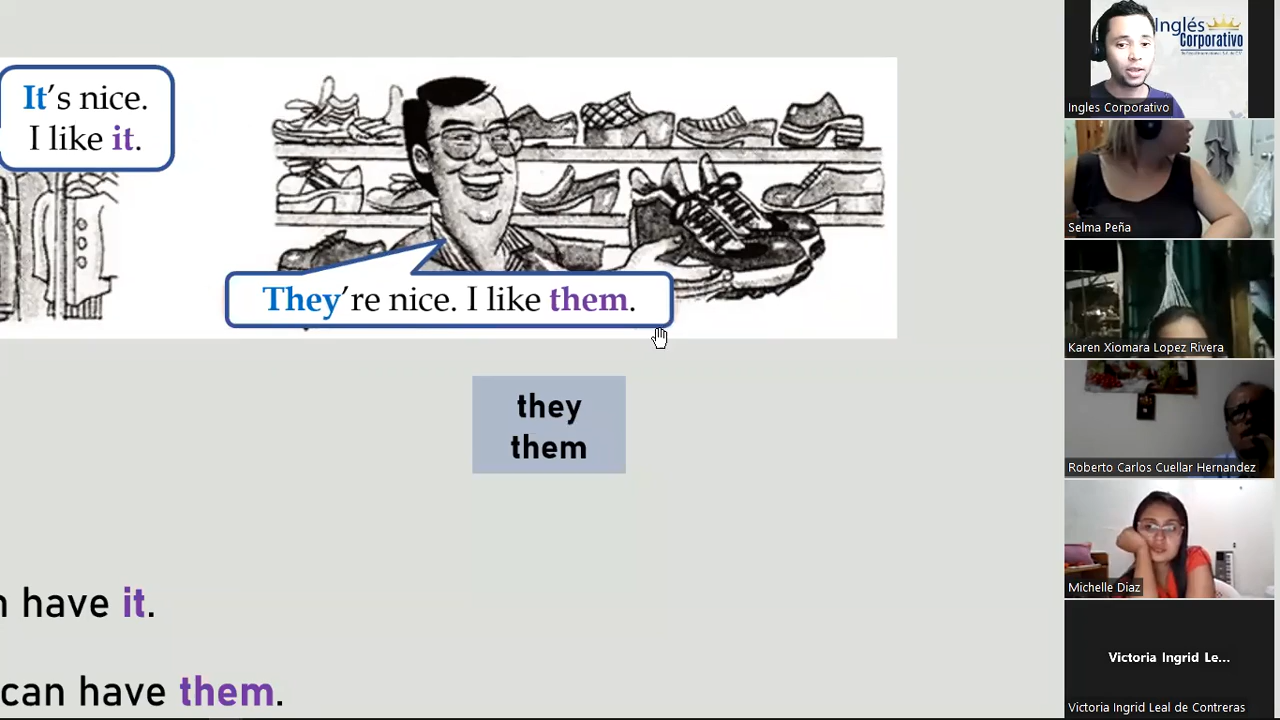 It's nice.
I like it.
They're nice. I like them.
they
them
n have it.
can have them.
Inglés
Corporativo
Ingles Corporativo
Selma Peña
Karen Xiomara Lopez Rivera
Roberto Carlos Cuellar Hernandez
Michelle Diaz
Victoria Ingrid Le...
Victoria Ingrid Leal de Contreras